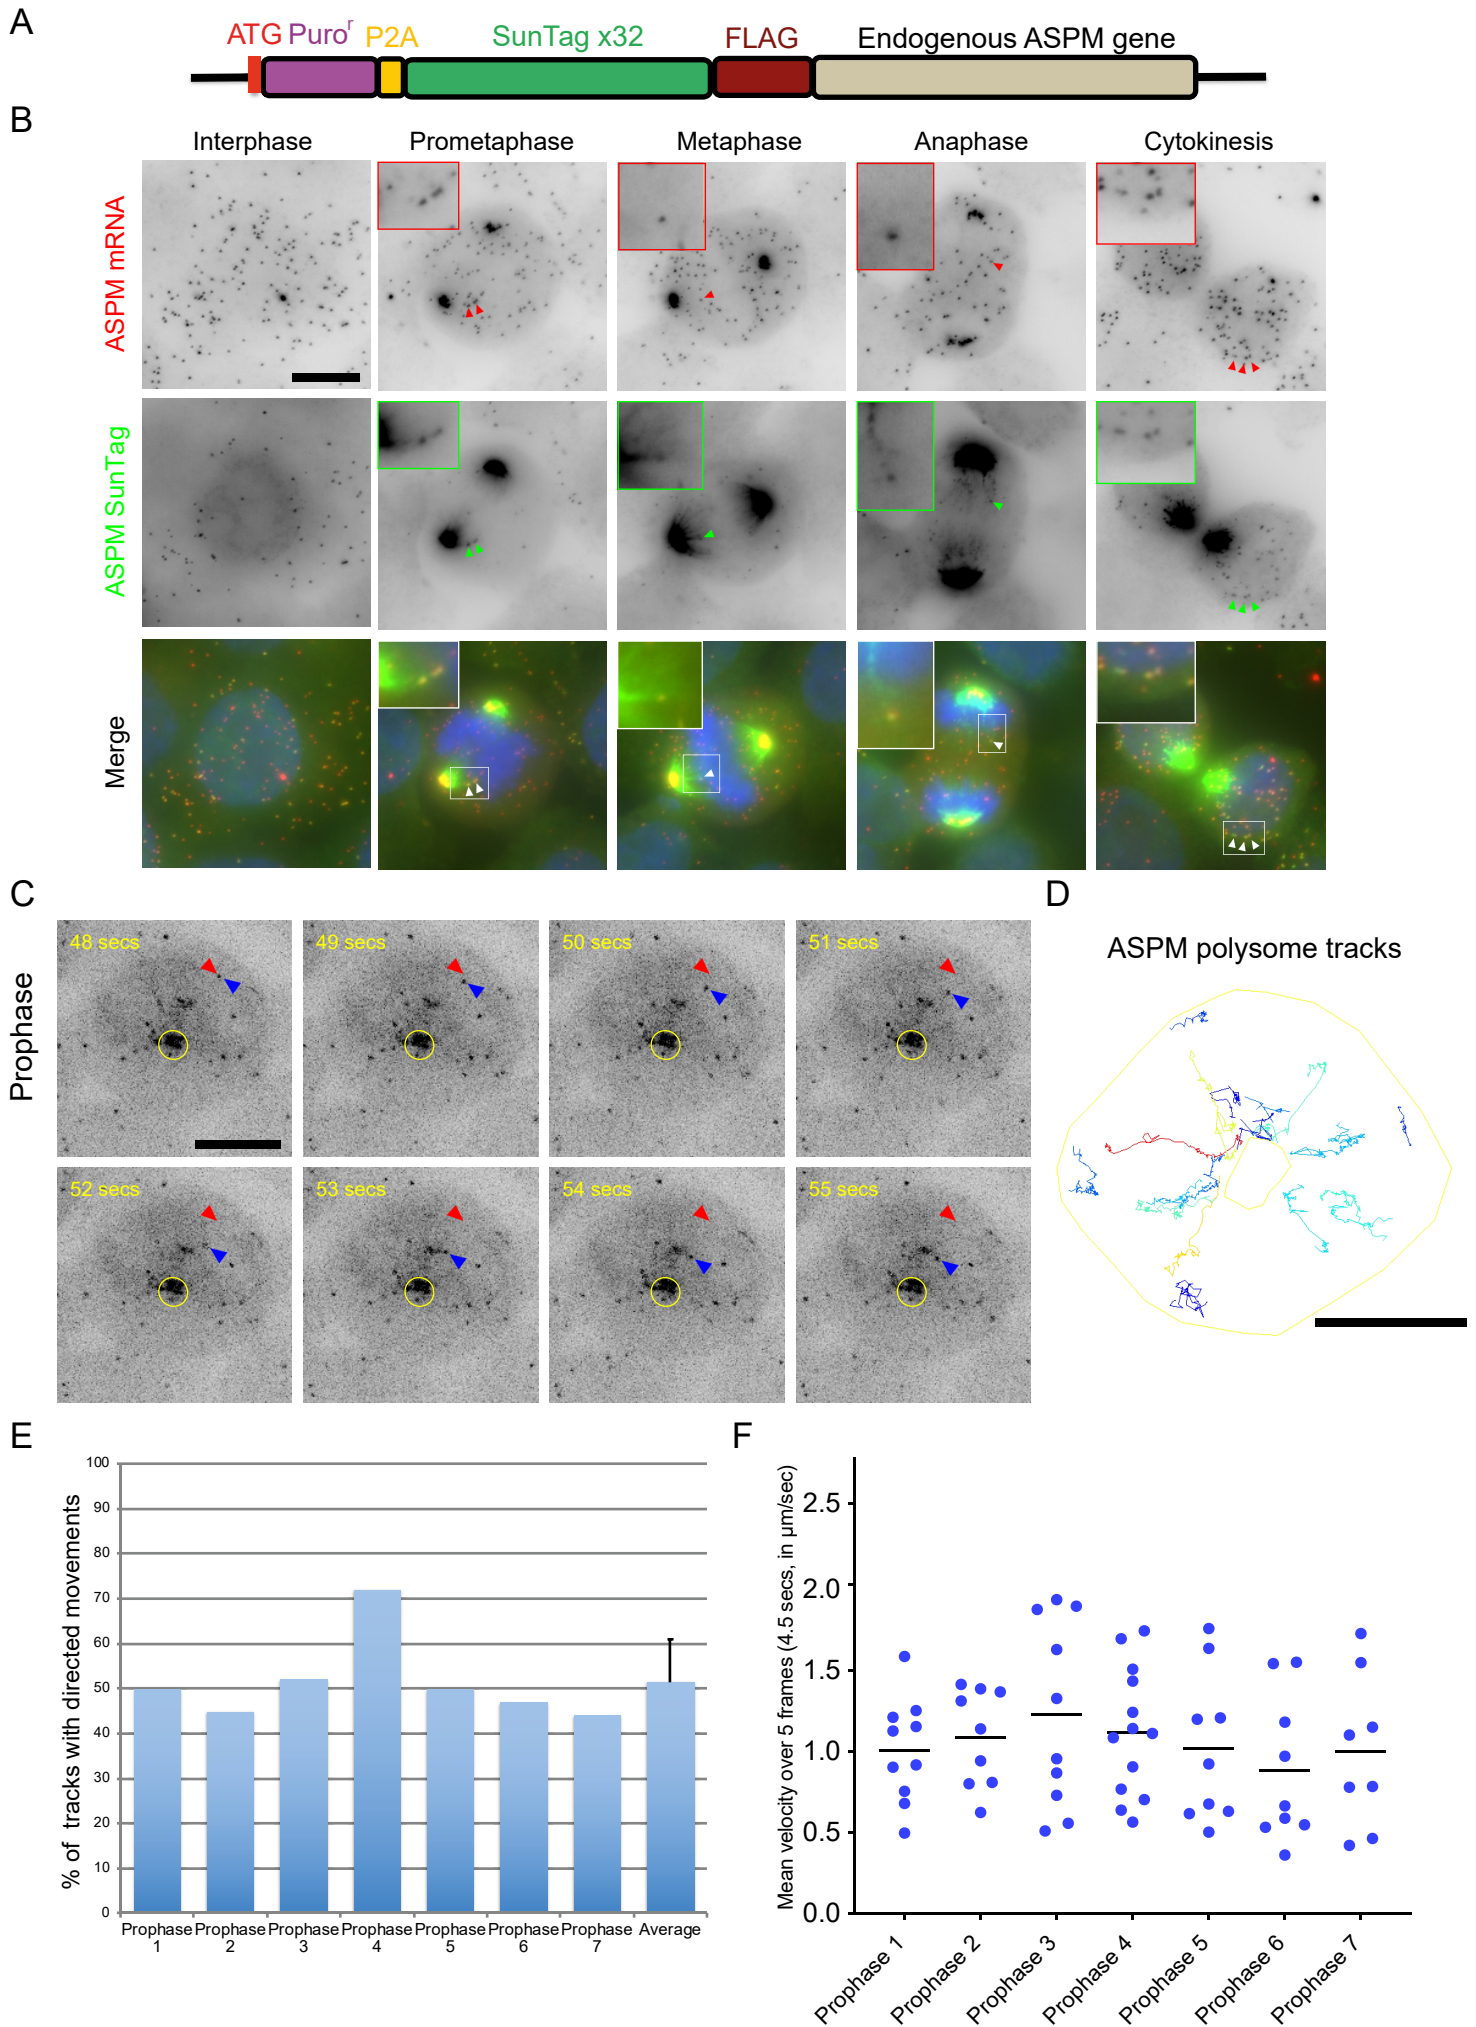 A
ATG Puroʳ P2A SunTag x32 FLAG Endogenous ASPM gene
B
Interphase Prometaphase Metaphase Anaphase Cytokinesis
ASPM mRNA
ASPM SunTag
Merge
C
D
Prophase
48 secs 49 secs 50 secs 51 secs
52 secs 53 secs 54 secs 55 secs
ASPM polysome tracks
E
% of tracks with directed movements
100
90
80
70
60
50
40
30
20
10
0
Prophase 1 Prophase 2 Prophase 3 Prophase 4 Prophase 5 Prophase 6 Prophase 7 Average
F
Mean velocity over 5 frames (4.5 secs, in µm/sec)
2.5
2.0
1.5
1.0
0.5
0.0
Prophase 1 Prophase 2 Prophase 3 Prophase 4 Prophase 5 Prophase 6 Prophase 7